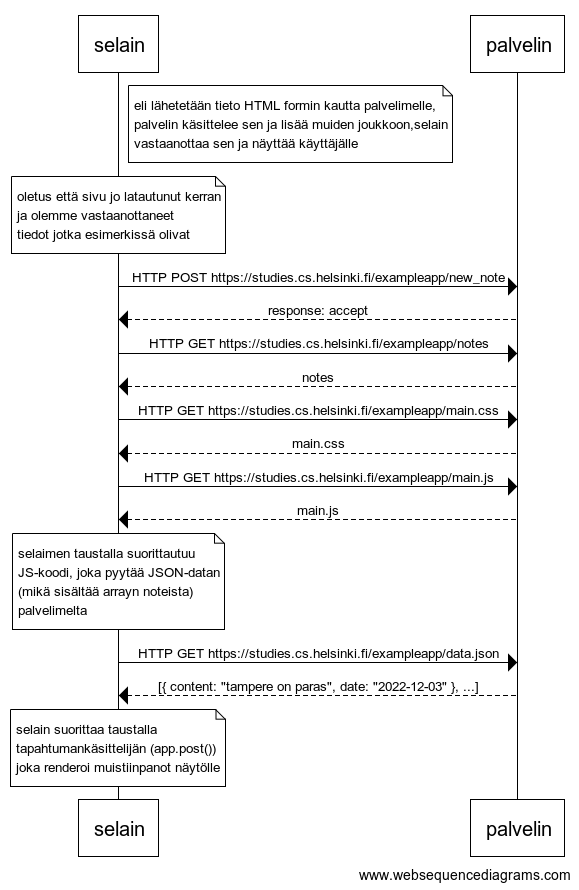 selain
palvelin
eli lähetetään tieto HTML formin kautta palvelimelle,
palvelin käsittelee sen ja lisää muiden joukkoon,selain
vastaanottaa sen ja näyttää käyttäjälle
oletus että sivu jo latautunut kerran
ja olemme vastaanottaneet
tiedot jotka esimerkissä olivat
HTTP POST https://studies.cs.helsinki.fi/exampleapp/new_note
response: accept
HTTP GET https://studies.cs.helsinki.fi/exampleapp/notes
notes
HTTP GET https://studies.cs.helsinki.fi/exampleapp/main.css
main.css
HTTP GET https://studies.cs.helsinki.fi/exampleapp/main.js
main.js
selaimen taustalla suorittautuu
JS-koodi, joka pyytää JSON-datan
(mikä sisältää arrayn noteista)
palvelimelta
HTTP GET https://studies.cs.helsinki.fi/exampleapp/data.json
[{ content: "tampere on paras", date: "2022-12-03" }, ...]
selain suorittaa taustalla
tapahtumankäsittelijän (app.post())
joka renderoi muistiinpanot näytölle
selain
palvelin
www.websequencediagrams.com